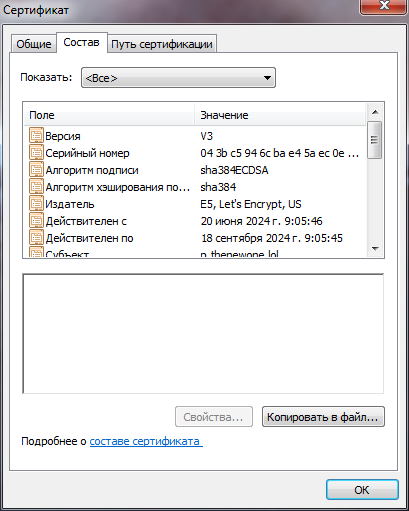 Сертификат
Общие Состав Путь сертификации
Показать: <Все>
Поле Значение
Версия V3
Серийный номер 04 3b c5 94 6c ba e4 5a ec 0e ...
Алгоритм подписи sha384ECDSA
Алгоритм хэширования по... sha384
Издатель E5, Let's Encrypt, US
Действителен с 20 июня 2024 г. 9:05:46
Действителен по 18 сентября 2024 г. 9:05:45
Субъект p.thenewone.lol
Свойства... Копировать в файл...
Подробнее о составе сертификата
ОК